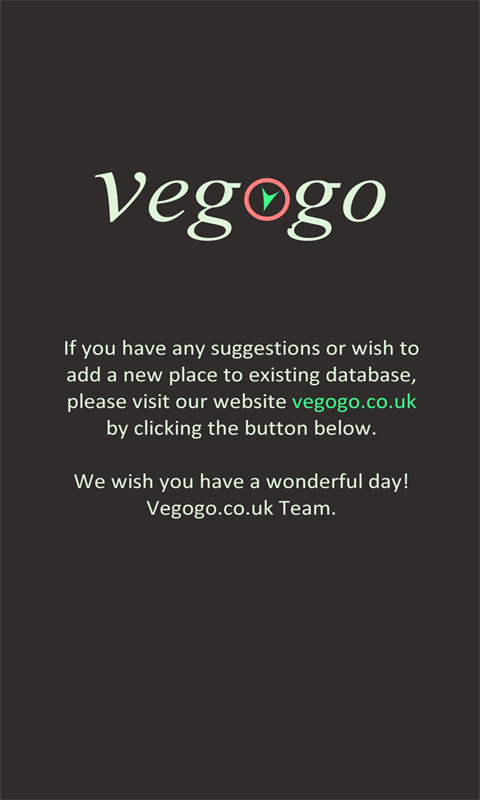 vegogo
If you have any suggestions or wish to
add a new place to existing database,
please visit our website vegogo.co.uk
by clicking the button below.
We wish you have a wonderful day!
Vegogo.co.uk Team.